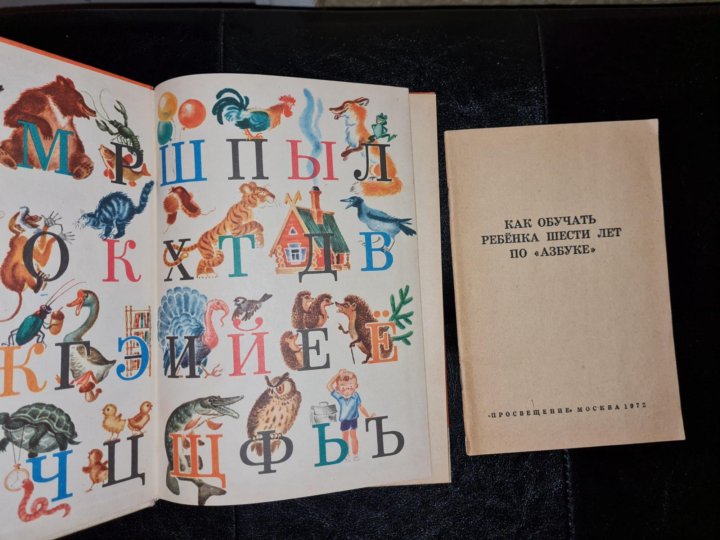 М Р
О К
К Г Э
Ч Ц
Ш П Ы Л
Х Т Д В
И Й Е Ё
Щ Ф Ь Ъ
КАК ОБУЧАТЬ
РЕБЁНКА ШЕСТИ ЛЕТ
ПО «АЗБУКЕ»
«ПРОСВЕЩЕНИЕ» МОСКВА 1972